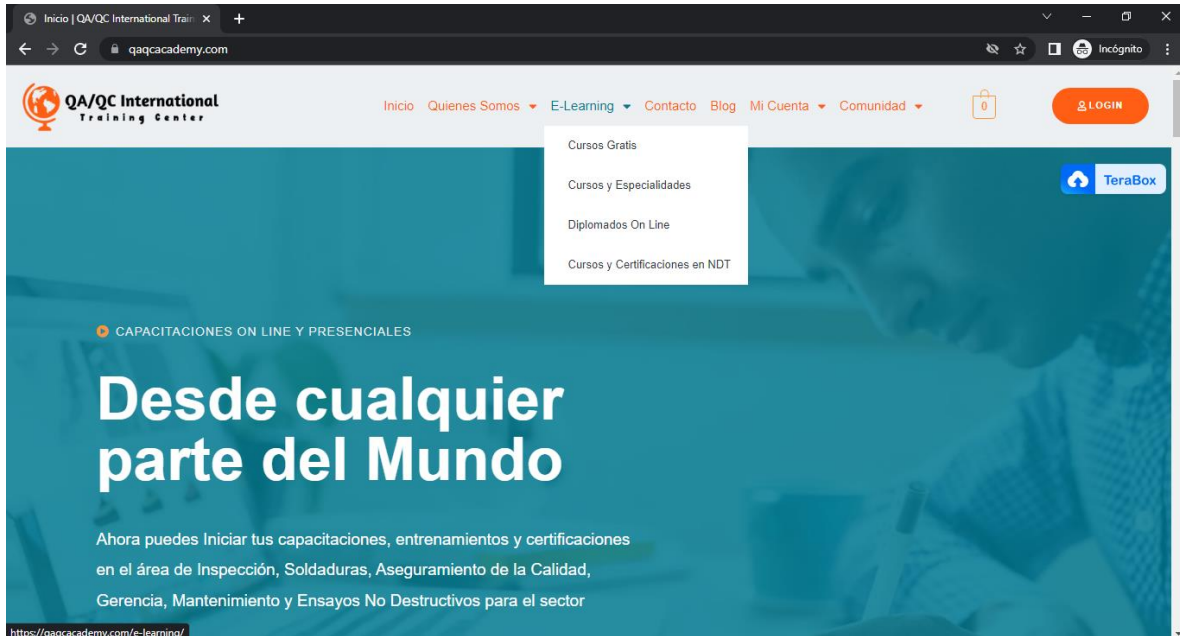 Inicio | QA/QC International Train
qaqcacademy.com
Incógnito
QA/QC International
Training Center
Inicio Quienes Somos E-Learning Contacto Blog Mi Cuenta Comunidad 0 LOGIN
Cursos Gratis
Cursos y Especialidades
Diplomados On Line
Cursos y Certificaciones en NDT
TeraBox
CAPACITACIONES ON LINE Y PRESENCIALES
Desde cualquier
parte del Mundo
Ahora puedes Iniciar tus capacitaciones, entrenamientos y certificaciones
en el área de Inspección, Soldaduras, Aseguramiento de la Calidad,
Gerencia, Mantenimiento y Ensayos No Destructivos para el sector
https://qaqcacademy.com/e-learning/